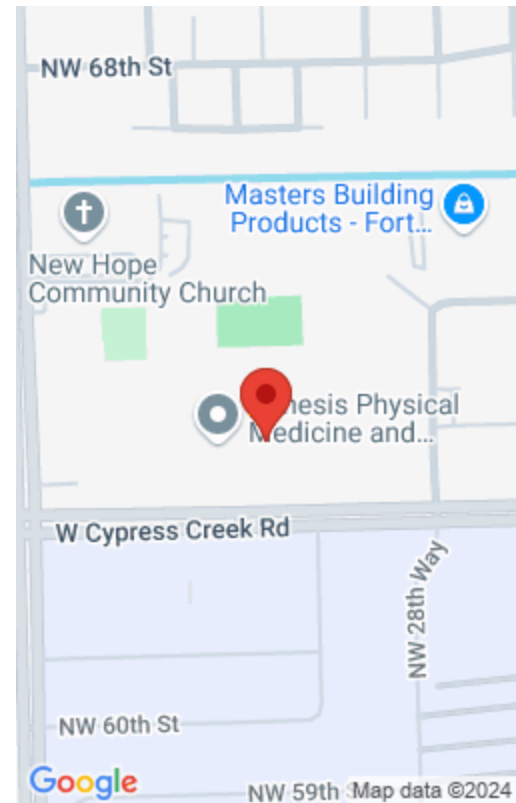 NW 68th St
Masters Building
Products - Fort...
New Hope
Community Church
nesis Physical
Medicine and...
W Cypress Creek Rd
NW 28th Way
NW 60th St
Google
NW 59th
Map data ©2024